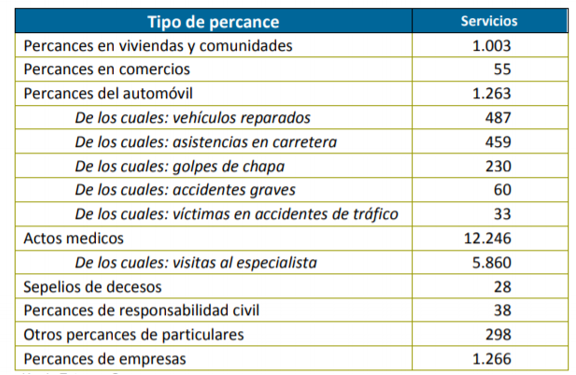 Tipo de percance Servicios
Percances en viviendas y comunidades 1.003
Percances en comercios 55
Percances del automóvil 1.263
De los cuales: vehículos reparados 487
De los cuales: asistencias en carretera 459
De los cuales: golpes de chapa 230
De los cuales: accidentes graves 60
De los cuales: víctimas en accidentes de tráfico 33
Actos medicos 12.246
De los cuales: visitas al especialista 5.860
Sepelios de decesos 28
Percances de responsabilidad civil 38
Otros percances de particulares 298
Percances de empresas 1.266